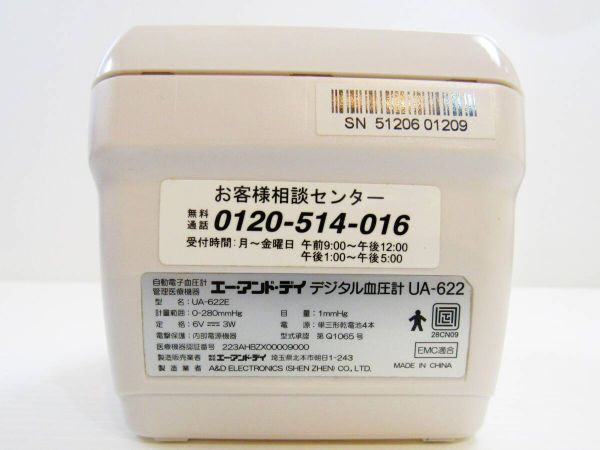 SN 51206 01209
お客様相談センター
無料通話 0120-514-016
受付時間:月~金曜日 午前9:00~午後12:00
午後1:00~午後5:00
自動電子血圧計
管理医療機器
エー・アンド・デイ デジタル血圧計 UA-622
型 名:UA-622E
計量範囲:0-280mmHg 目 量:1mmHg
定 格:6V 3W 電 源:単三形乾電池4本
電撃保護:内部電源機器 型式承認:第Q1065号
医療機器認証番号 223AHBZX00009000
製造販売業者 株式会社エー・アンド・デイ 埼玉県北本市朝日1-243
製造業者 A&D ELECTRONICS (SHEN ZHEN) CO., LTD.
28CN09
EMC適合
MADE IN CHINA